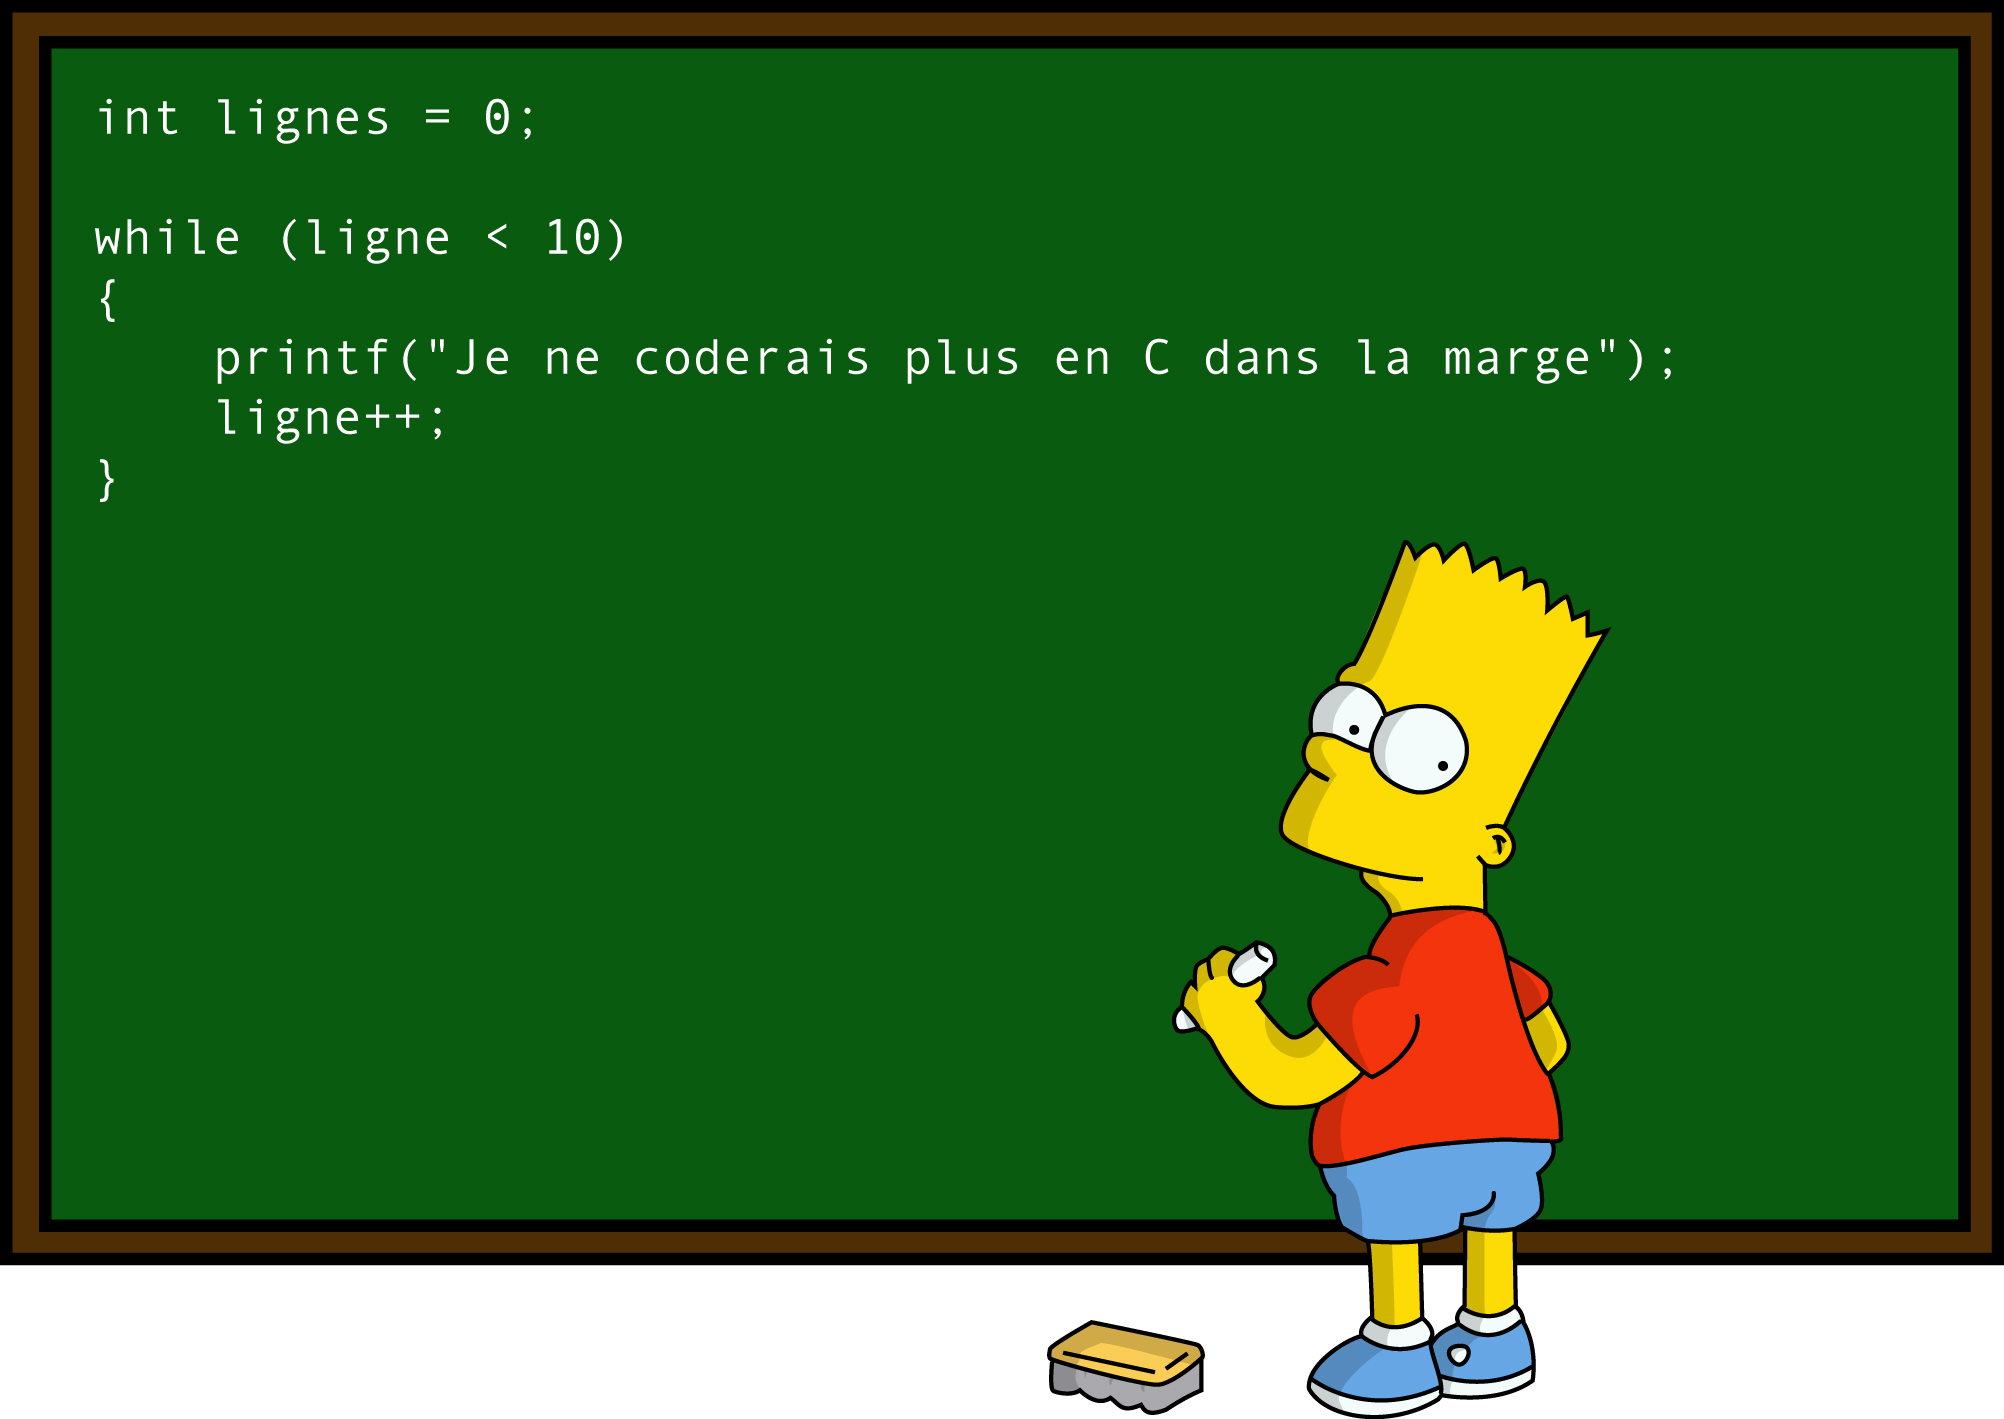 int lignes = 0;
while (ligne < 10)
{
    printf("Je ne coderais plus en C dans la marge");
    ligne++;
}